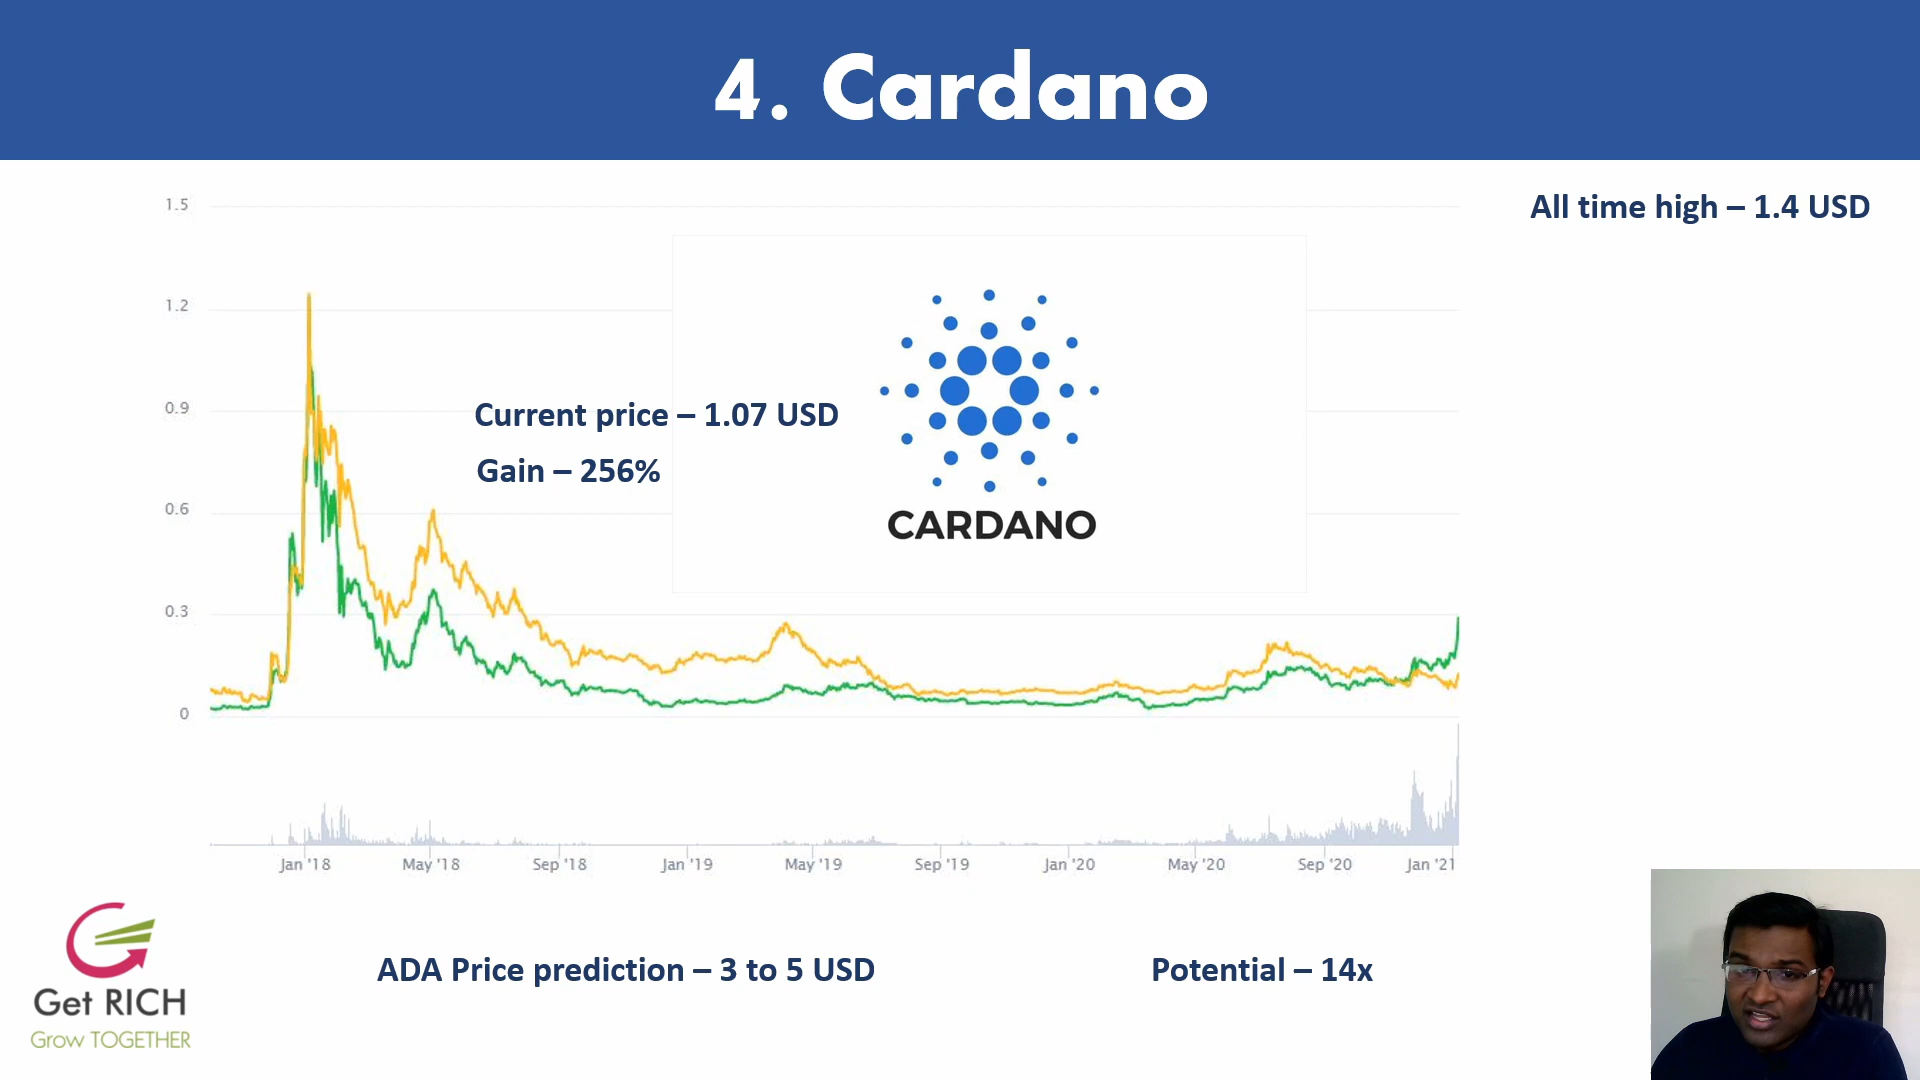 4. Cardano
All time high – 1.4 USD
1.5
1.2
0.9
0.6
0.3
0
Current price – 1.07 USD
Gain – 256%
CARDANO
Jan '18
May '18
Sep '18
Jan '19
May '19
Sep '19
Jan '20
May '20
Sep '20
Jan '21
ADA Price prediction – 3 to 5 USD
Potential – 14x
Get RICH
Grow TOGETHER